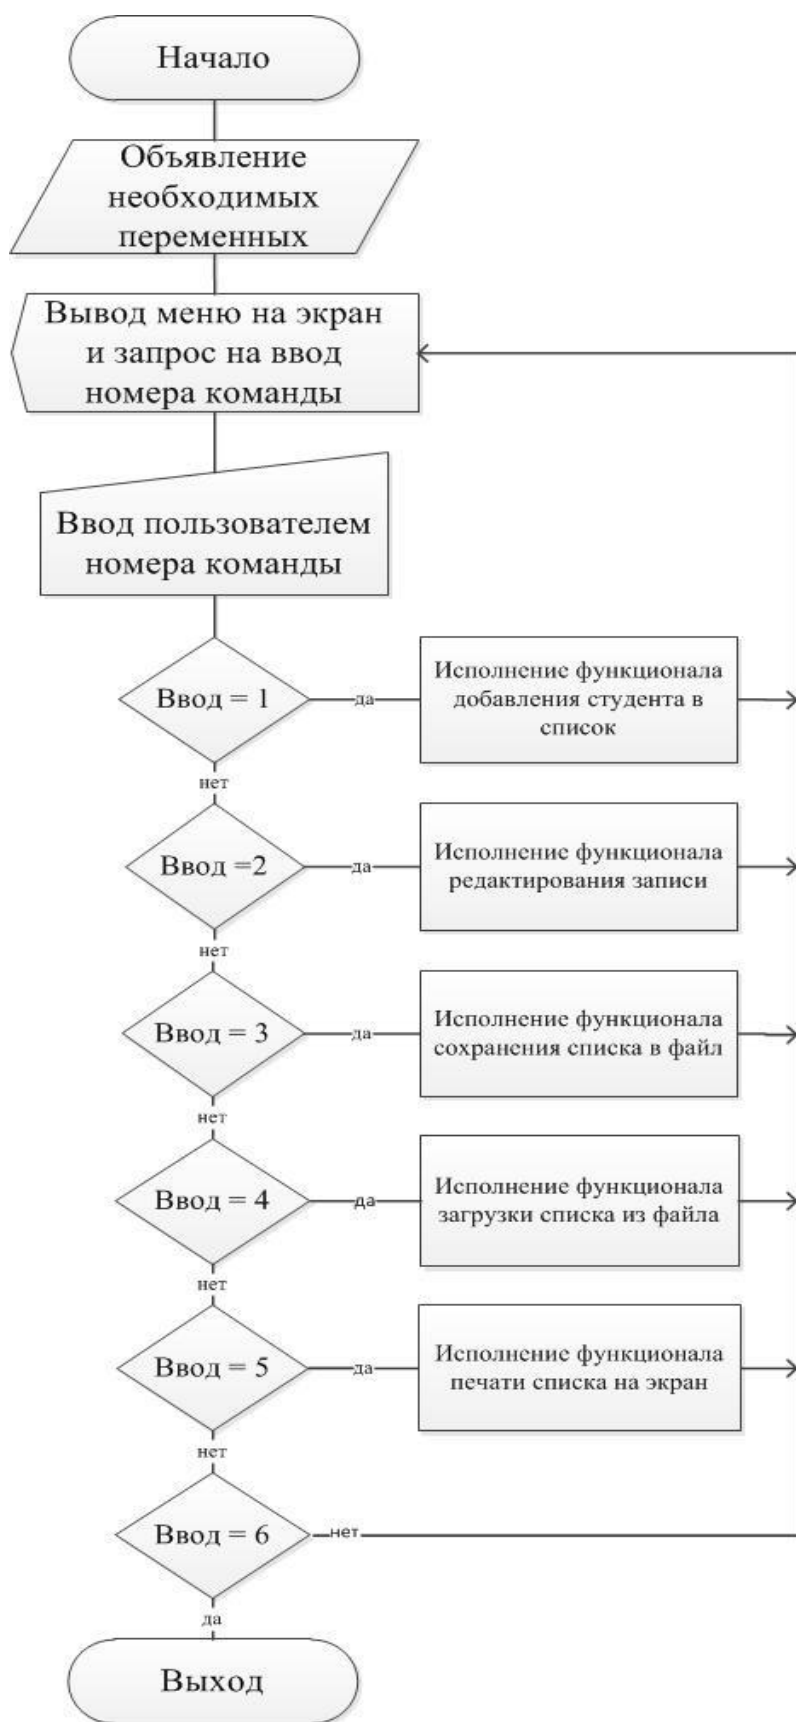 Начало
Объявление
необходимых
переменных
Вывод меню на экран
и запрос на ввод
номера команды
Ввод пользователем
номера команды
Ввод = 1
да
Исполнение функционала
добавления студента в
список
нет
Ввод =2
да
Исполнение функционала
редактирования записи
нет
Ввод = 3
да
Исполнение функционала
сохранения списка в файл
нет
Ввод = 4
да
Исполнение функционала
загрузки списка из файла
нет
Ввод = 5
да
Исполнение функционала
печати списка на экран
нет
Ввод = 6
нет
да
Выход